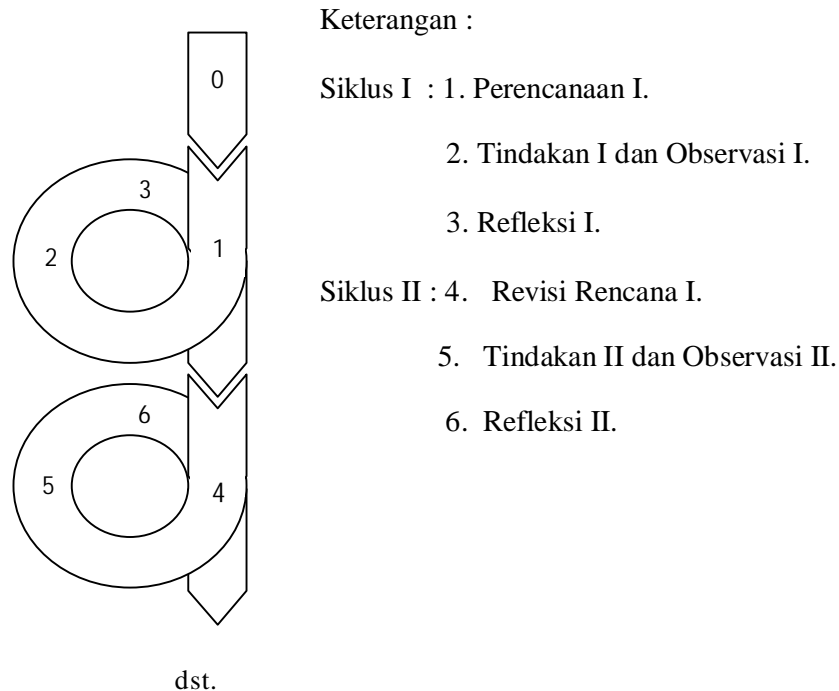 Keterangan :
0
Siklus I : 1. Perencanaan I.
2. Tindakan I dan Observasi I.
3
3. Refleksi I.
2
1
Siklus II : 4. Revisi Rencana I.
5. Tindakan II dan Observasi II.
6
6. Refleksi II.
5
4
dst.